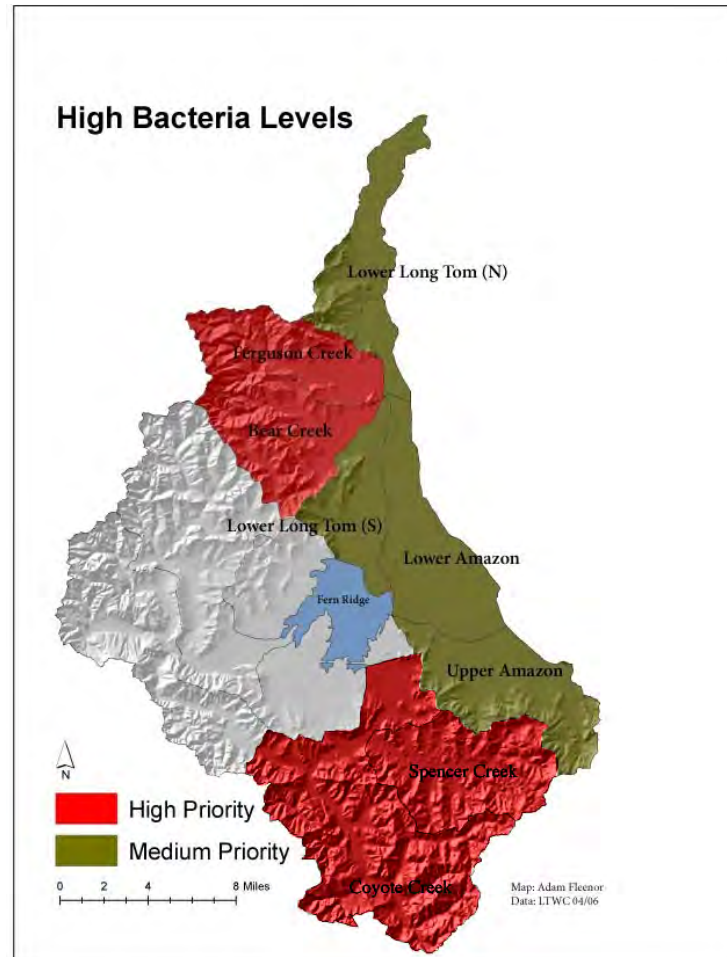 High Bacteria Levels
Lower Long Tom (N)
Ferguson Creek
Bear Creek
Lower Long Tom (S)
Lower Amazon
Fern Ridge
Upper Amazon
Spencer Creek
Coyote Creek
N
High Priority
Medium Priority
0 2 4 8 Miles
Map: Adam Fleenor
Data: LTWC 04/06